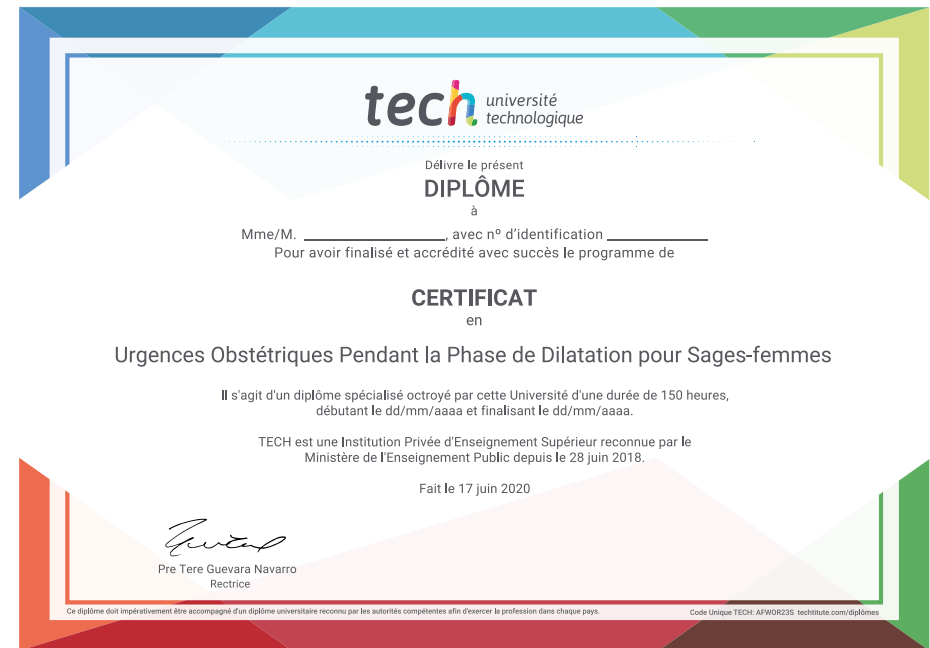 tech université
technologique
Délivre le présent
DIPLÔME
à
Mme/M. ____________________, avec nº d'identification ______________
Pour avoir finalisé et accrédité avec succès le programme de
CERTIFICAT
en
Urgences Obstétriques Pendant la Phase de Dilatation pour Sages-femmes
Il s'agit d'un diplôme spécialisé octroyé par cette Université d'une durée de 150 heures,
débutant le dd/mm/aaaa et finalisant le dd/mm/aaaa.
TECH est une Institution Privée d'Enseignement Supérieur reconnue par le
Ministère de l'Enseignement Public depuis le 28 juin 2018.
Fait le 17 juin 2020
Pre Tere Guevara Navarro
Rectrice
Ce diplôme doit impérativement être accompagné d'un diplôme universitaire reconnu par les autorités compétentes afin d'exercer la profession dans chaque pays.
Code Unique TECH: AFWOR23S techtitute.com/diplômes